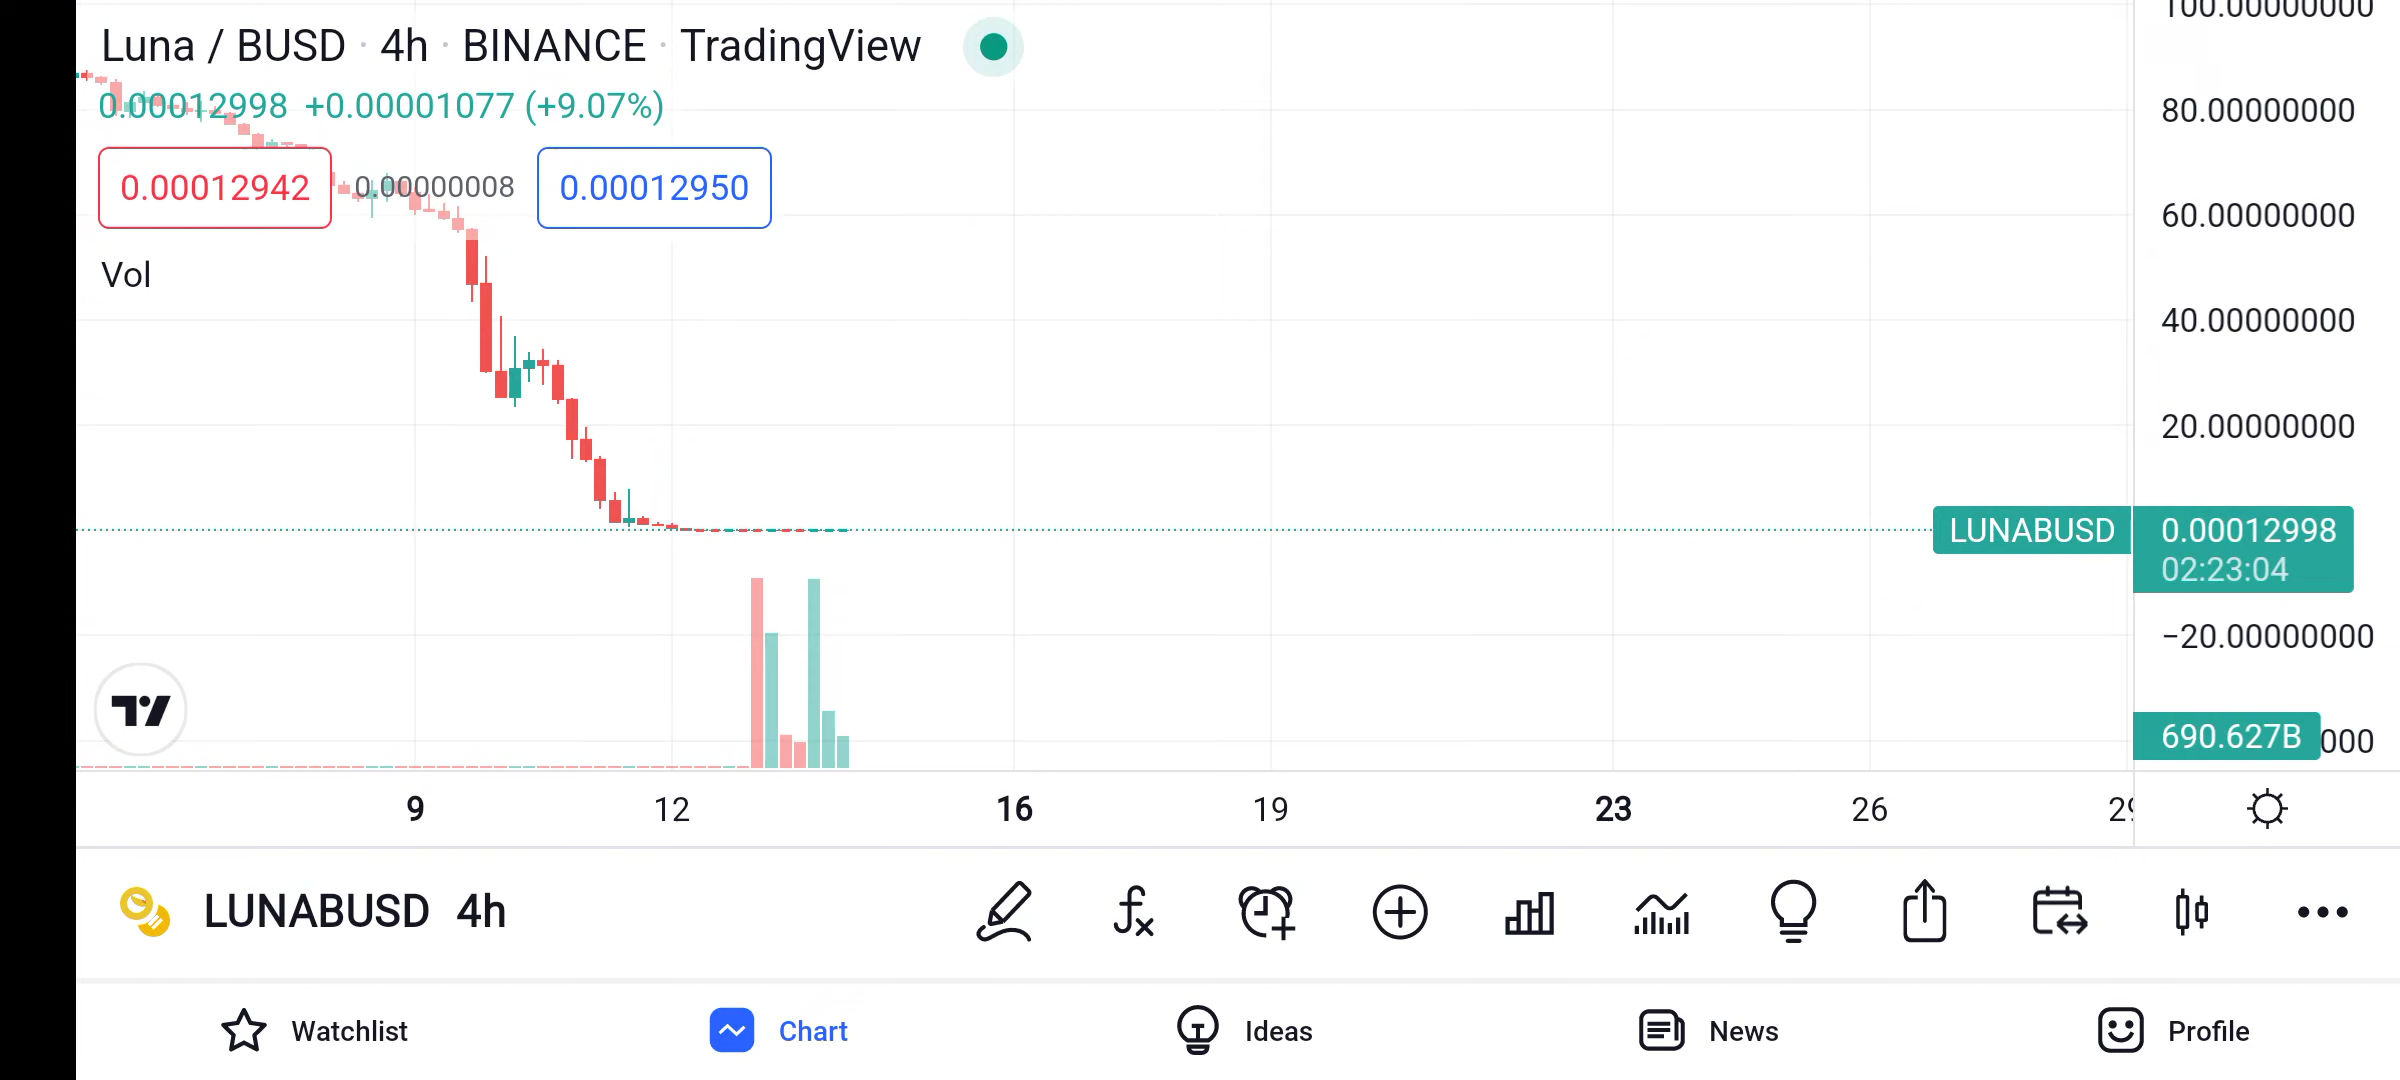 100.00000000
Luna / BUSD · 4h · BINANCE · TradingView
0.00012998 +0.00001077 (+9.07%)
80.00000000
0.00012942 0.00000008 0.00012950
60.00000000
Vol
40.00000000
20.00000000
LUNABUSD 0.00012998
02:23:04
−20.00000000
690.627B 000
9 12 16 19 23 26 29
LUNABUSD 4h
Watchlist Chart Ideas News Profile